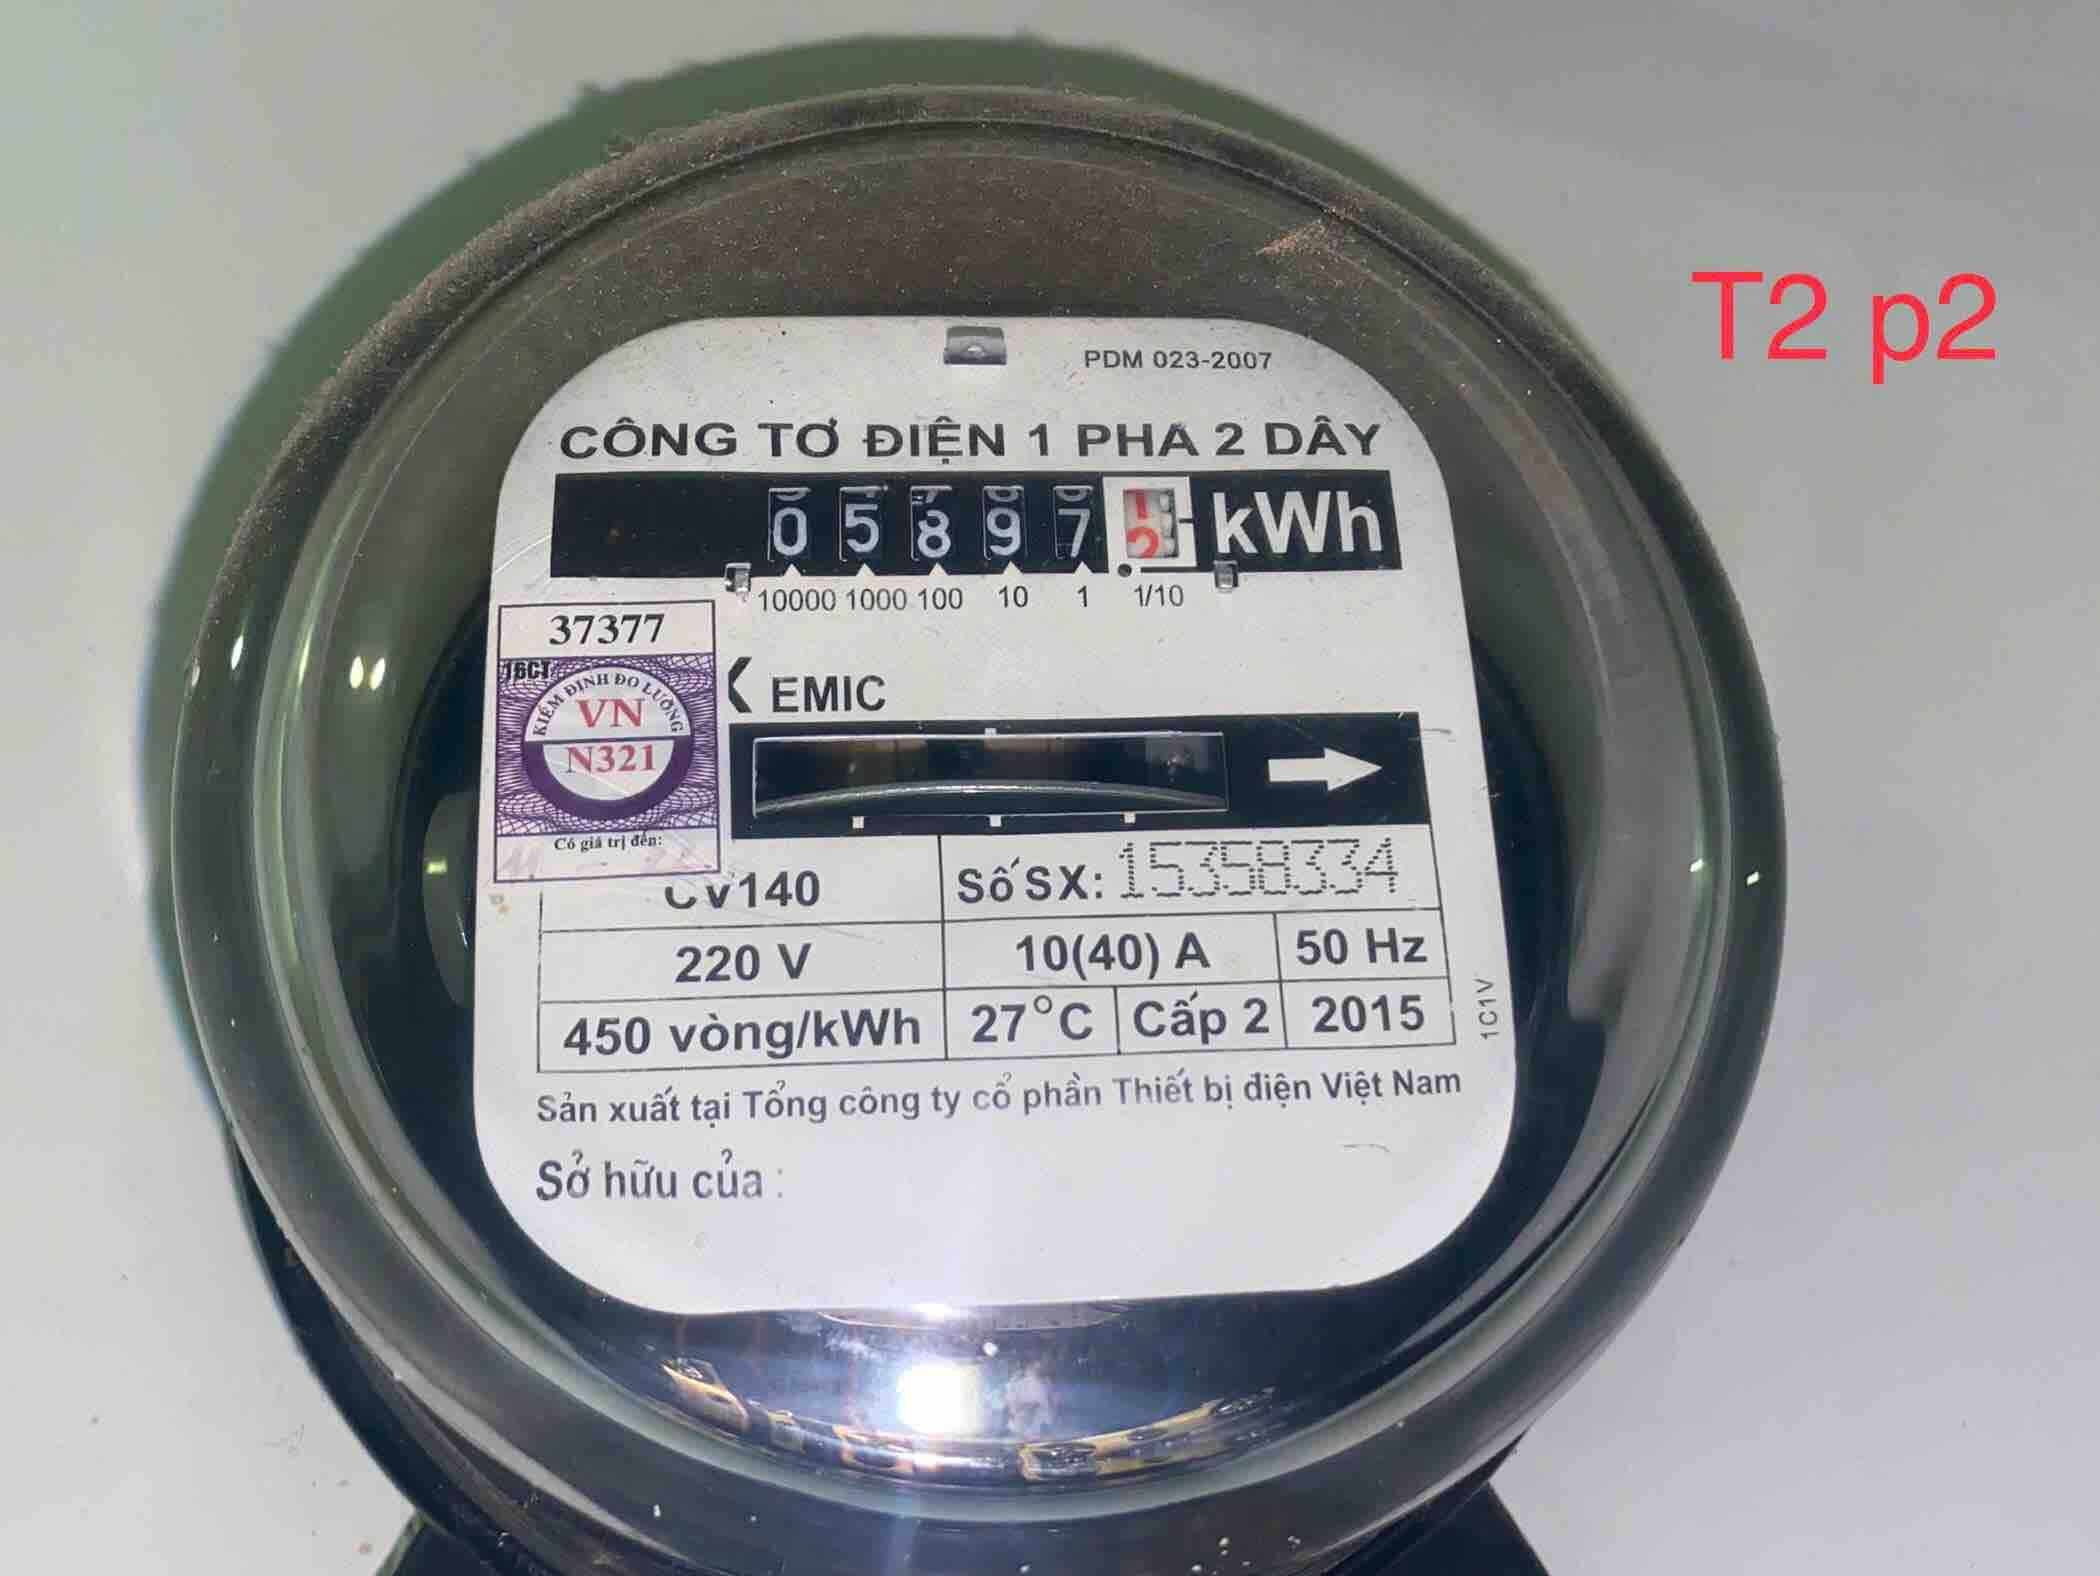 T2 p2
PDM 023-2007
CÔNG TƠ ĐIỆN 1 PHA 2 DÂY
0 5 8 9 7 1 2 kWh
10000 1000 100 10 1 1/10
37377
16CT
KIỂM ĐỊNH ĐO LƯỜNG
VN
N321
Có giá trị đến:
EMIC
CV140
Số SX: 15358334
220 V 10(40) A 50 Hz
450 vòng/kWh 27°C Cấp 2 2015
1C1V
Sản xuất tại Tổng công ty cổ phần Thiết bị điện Việt Nam
Sở hữu của :